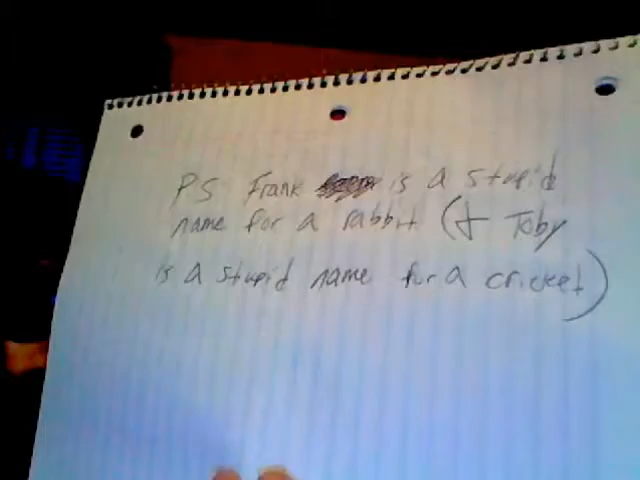 PS Frank is a stupid
name for a rabbit (& Toby
is a stupid name for a cricket)